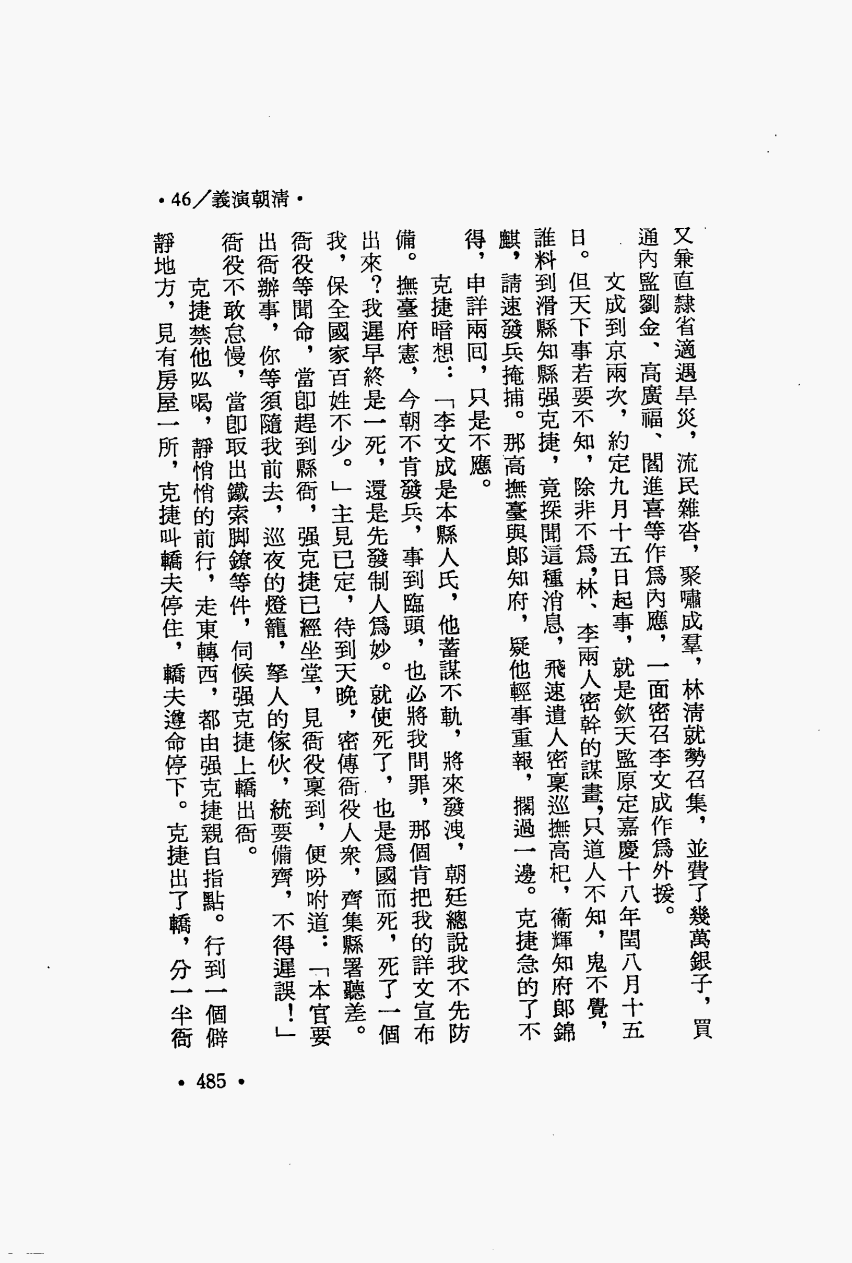 ·46/義演朝清·
又兼直隸省適遇旱災，流民雜沓，聚嘯成羣，林清就勢召集，並費了幾萬銀子，買
通內監劉金、高廣福、閻進喜等作爲內應，一面密召李文成作爲外援。
文成到京兩次，約定九月十五日起事，就是欽天監原定嘉慶十八年閏八月十五
日。但天下事若要不知，除非不爲，林、李兩人密幹的謀畫，只道人不知，鬼不覺，
誰料到滑縣知縣强克捷，竟探聞這種消息，飛速遣人密稟巡撫高杞，衞輝知府郎錦
麒，請速發兵掩捕。那高撫臺與郎知府，疑他輕事重報，擱過一邊。克捷急的了不
得，申詳兩回，只是不應。
克捷暗想：「李文成是本縣人氏，他蓄謀不軌，將來發洩，朝廷總說我不先防
備。撫臺府憲，今朝不肯發兵，事到臨頭，也必將我問罪，那個肯把我的詳文宣布
出來？我遲早終是一死，還是先發制人爲妙。就使死了，也是爲國而死，死了一個
我，保全國家百姓不少。」主見已定，待到天晚，密傳衙役人衆，齊集縣署聽差。
衙役等聞命，當卽趕到縣衙，强克捷已經坐堂，見衙役稟到，便吩咐道：「本官要
出衙辦事，你等須隨我前去，巡夜的燈籠，拏人的傢伙，統要備齊，不得遲誤！」
衙役不敢怠慢，當卽取出鐵索脚鐐等件，伺候强克捷上轎出衙。
克捷禁他吆喝，靜悄悄的前行，走東轉西，都由强克捷親自指點。行到一個僻
靜地方，見有房屋一所，克捷叫轎夫停住，轎夫遵命停下。克捷出了轎，分一半衙
·485·